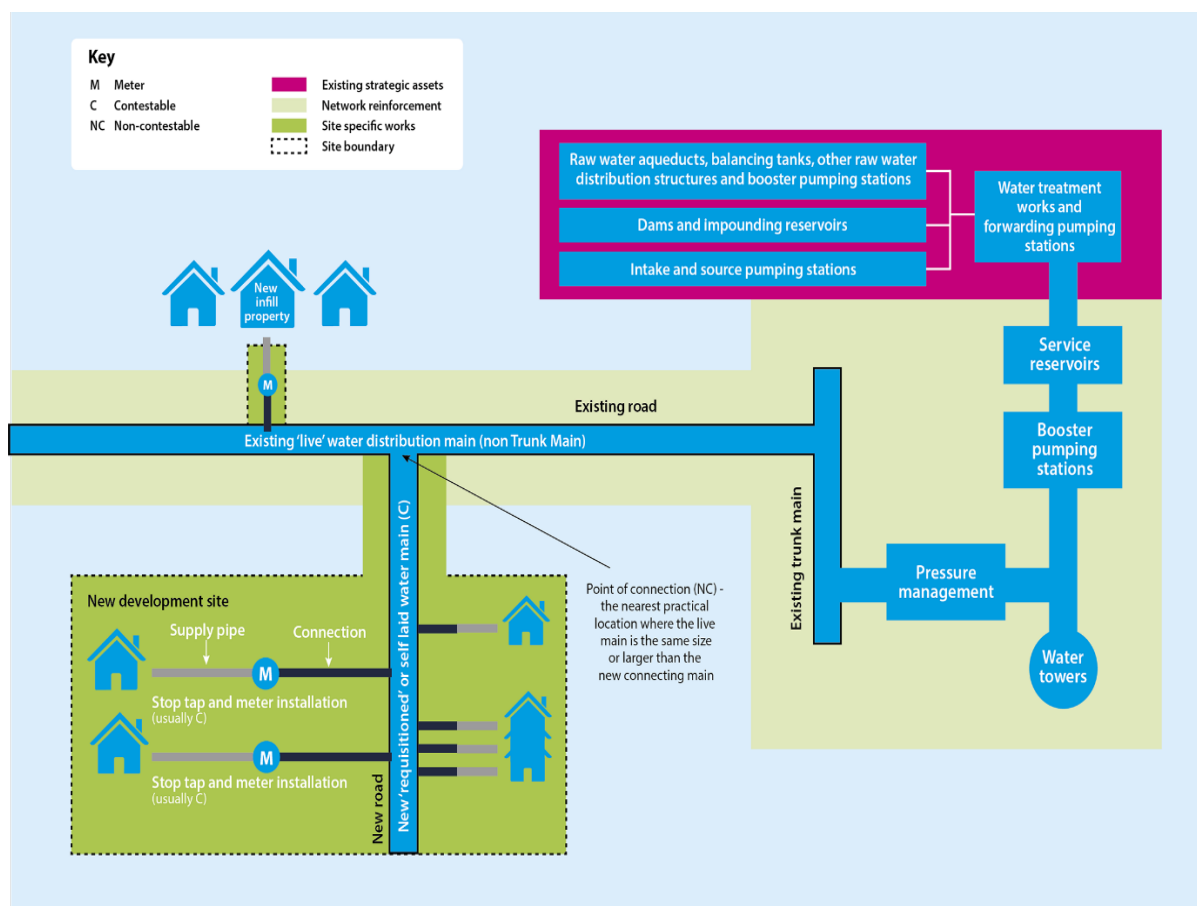 Key
M Meter
C Contestable
NC Non-contestable
Existing strategic assets
Network reinforcement
Site specific works
Site boundary
Raw water aqueducts, balancing tanks, other raw water
distribution structures and booster pumping stations
Dams and impounding reservoirs
Intake and source pumping stations
Water treatment
works and
forwarding pumping
stations
New
infill
property
M
Service
reservoirs
Existing road
Existing ‘live’ water distribution main (non Trunk Main)
Booster
pumping
stations
Existing trunk main
Pressure
management
Water
towers
Point of connection (NC) -
the nearest practical
location where the live
main is the same size
or larger than the
new connecting main
New ‘requisitioned’ or self laid water main (C)
New road
New development site
Supply pipe
Connection
M
Stop tap and meter installation
(usually C)
M
Stop tap and meter installation
(usually C)